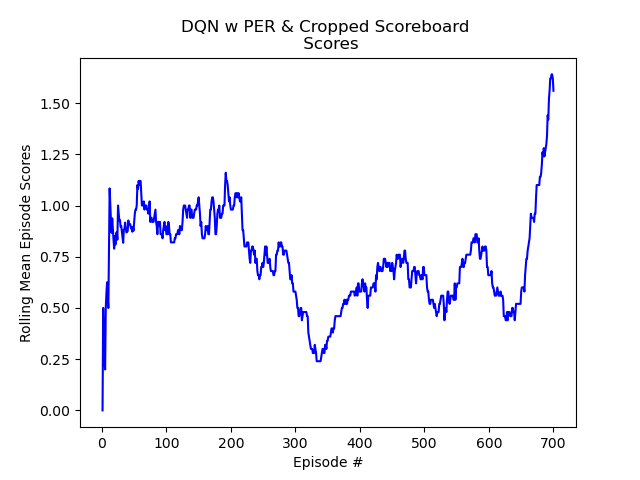 DQN w PER & Cropped Scoreboard
Scores
Rolling Mean Episode Scores
1.50
1.25
1.00
0.75
0.50
0.25
0.00
0 100 200 300 400 500 600 700
Episode #